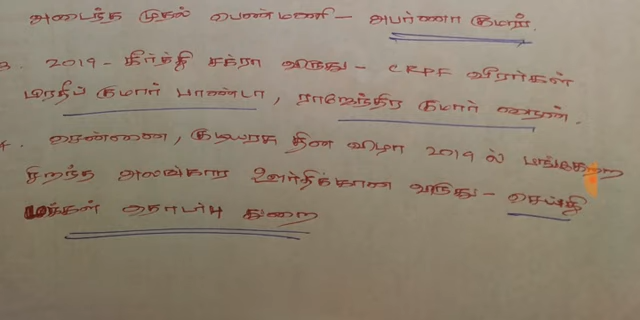 அடைந்த முதல் பெண்மணி - அபர்ணா குமார்.
3. 2019 - கீர்த்தி சக்ரா விருது - CRPF வீரர்கள்
பிரதீப் குமார் பாண்டா, ராஜேந்திர குமார் நைநன்.
4. சென்னை, குடியரசு தின விழா 2019 ல் பங்கேற்ற
சிறந்த அலங்கார ஊர்திக்கான விருது - செய்தி
மக்கள் தொடர்பு துறை